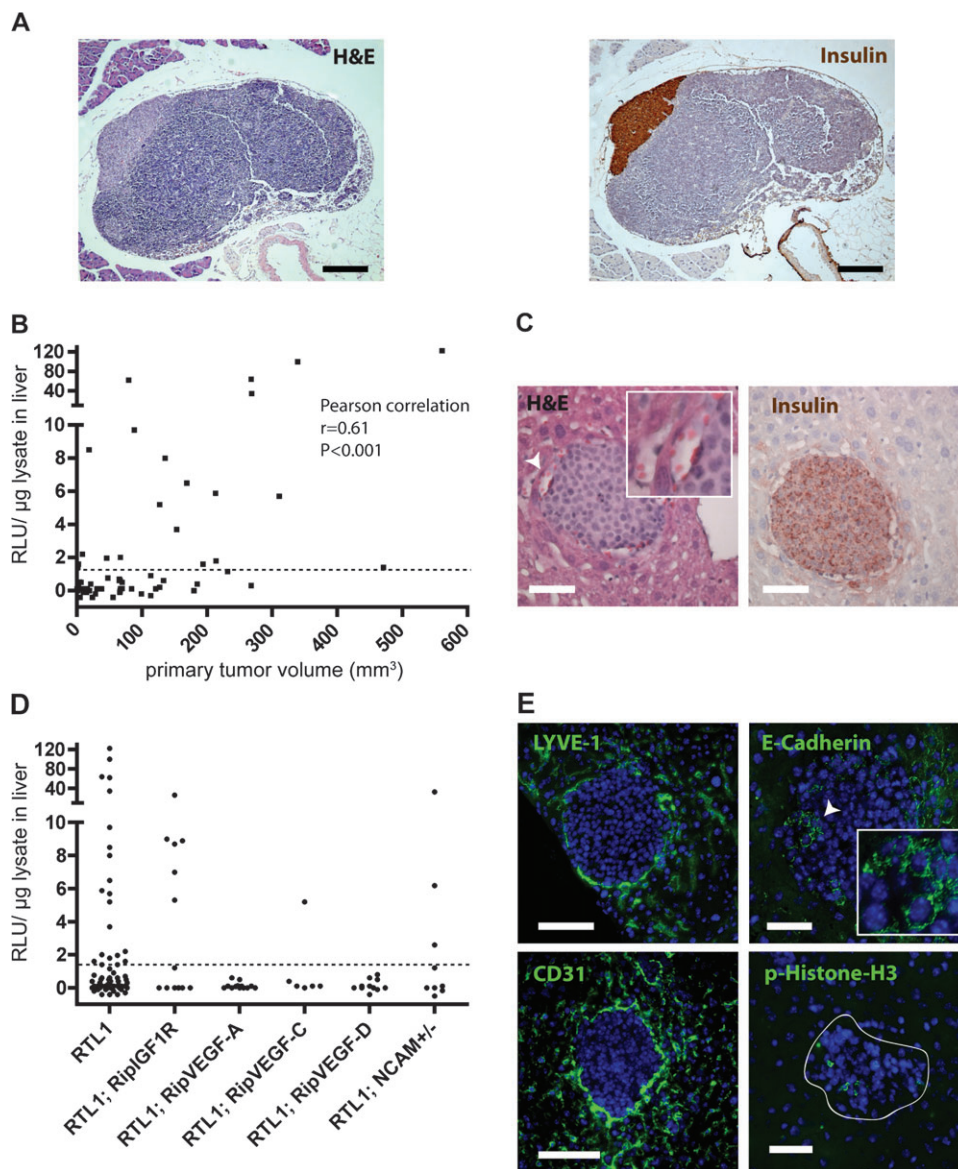 A
H&E
Insulin
B
RLU/ µg lysate in liver
120
80
40
10
8
6
4
2
0
Pearson correlation
r=0.61
P<0.001
0
100
200
300
400
500
600
primary tumor volume (mm³)
C
H&E
Insulin
D
RLU/ µg lysate in liver
120
80
40
10
8
6
4
2
0
RTL1
RTL1; RipIGF1R
RTL1; RipVEGF-A
RTL1; RipVEGF-C
RTL1; RipVEGF-D
RTL1; NCAM+/-
E
LYVE-1
E-Cadherin
CD31
p-Histone-H3